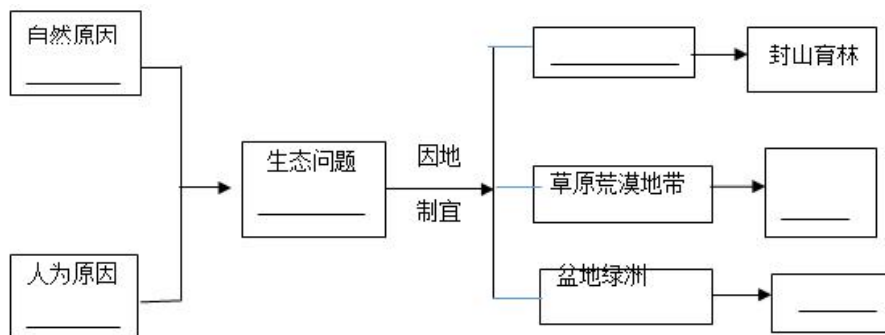 自然原因
封山育林
生态问题
因地
制宜
草原荒漠地带
人为原因
盆地绿洲